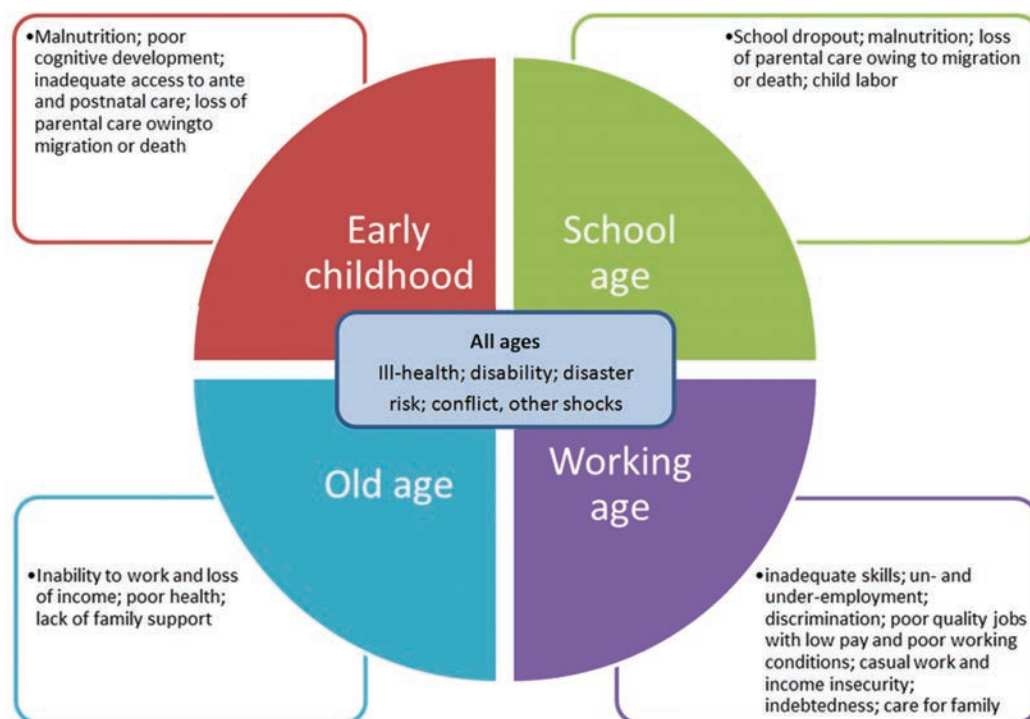 •Malnutrition; poor
cognitive development;
inadequate access to ante
and postnatal care; loss of
parental care owingto
migration or death
•School dropout; malnutrition; loss
of parental care owing to migration
or death; child labor
Early
childhood
School
age
All ages
Ill-health; disability; disaster
risk; conflict, other shocks
Old age
Working
age
•Inability to work and loss
of income; poor health;
lack of family support
•inadequate skills; un- and
under-employment;
discrimination; poor quality jobs
with low pay and poor working
conditions; casual work and
income insecurity;
indebtedness; care for family